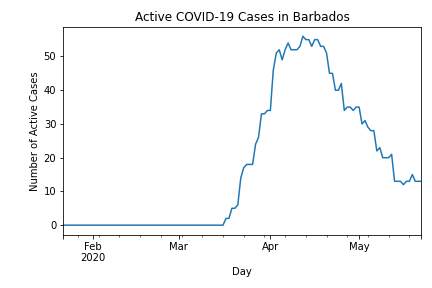 Active COVID-19 Cases in Barbados
Number of Active Cases
50
40
30
20
10
0
Feb
2020
Mar
Apr
May
Day